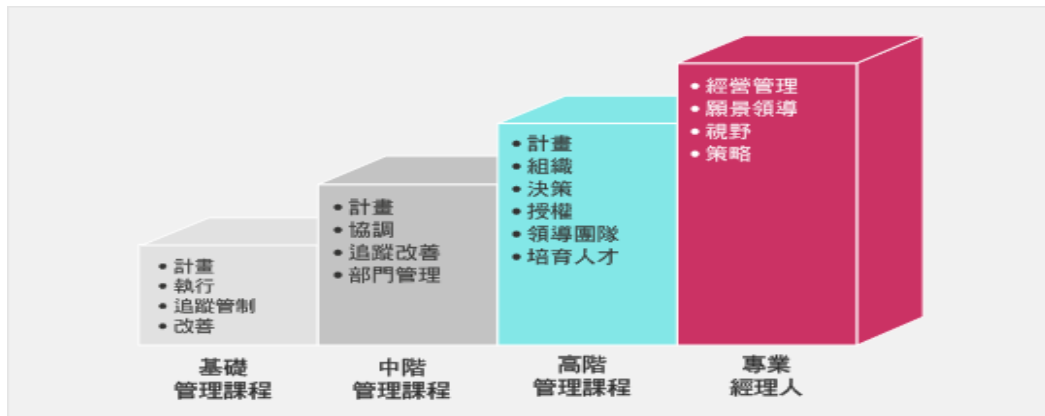 • 計畫
• 執行
• 追蹤管制
• 改善
基礎
管理課程
• 計畫
• 協調
• 追蹤改善
• 部門管理
中階
管理課程
• 計畫
• 組織
• 決策
• 授權
• 領導團隊
• 培育人才
高階
管理課程
• 經營管理
• 願景領導
• 視野
• 策略
專業
經理人